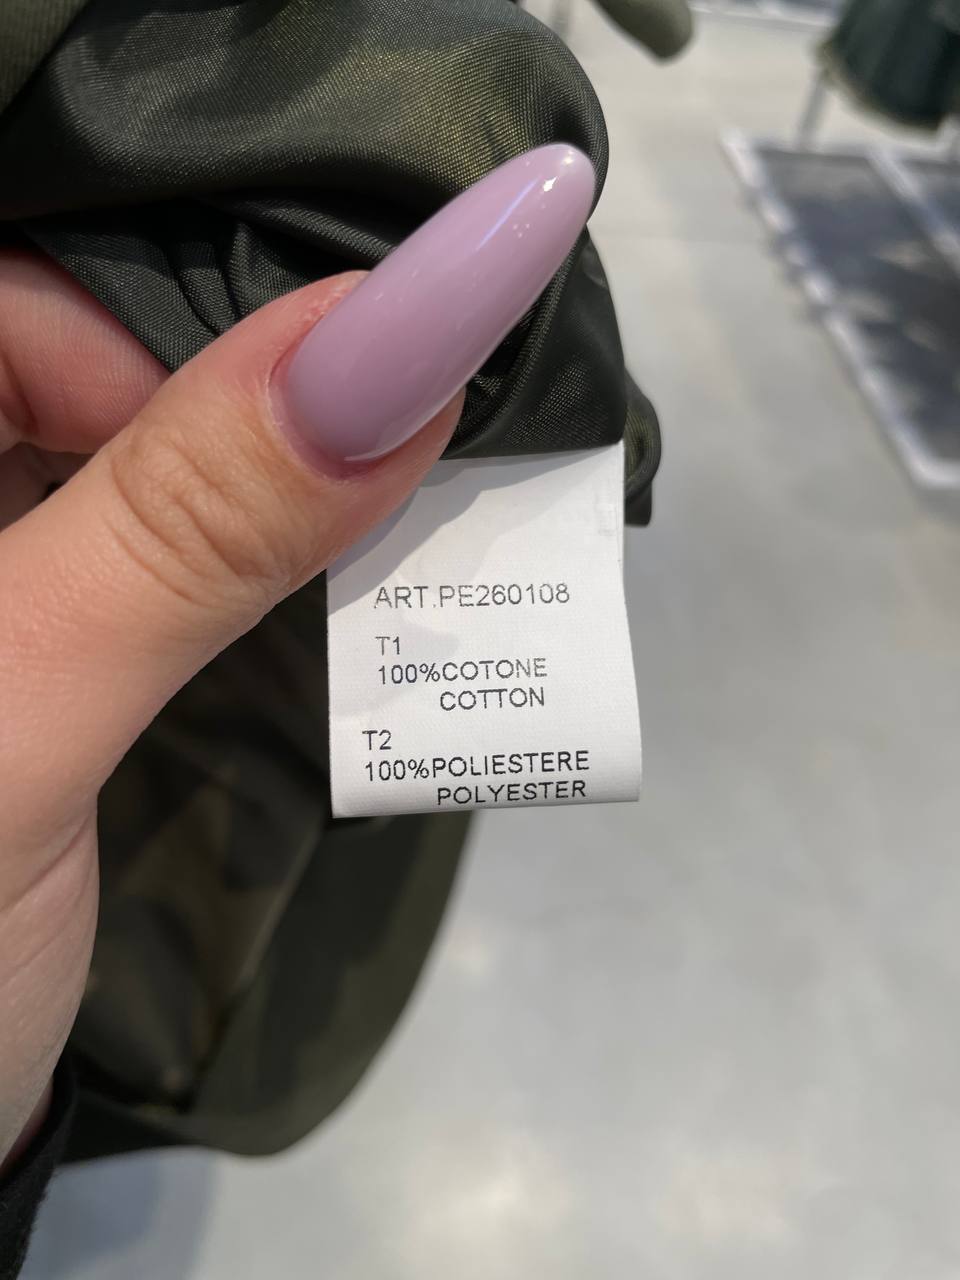 ART.PE260108
T1
100%COTONE
COTTON
T2
100%POLIESTERE
POLYESTER